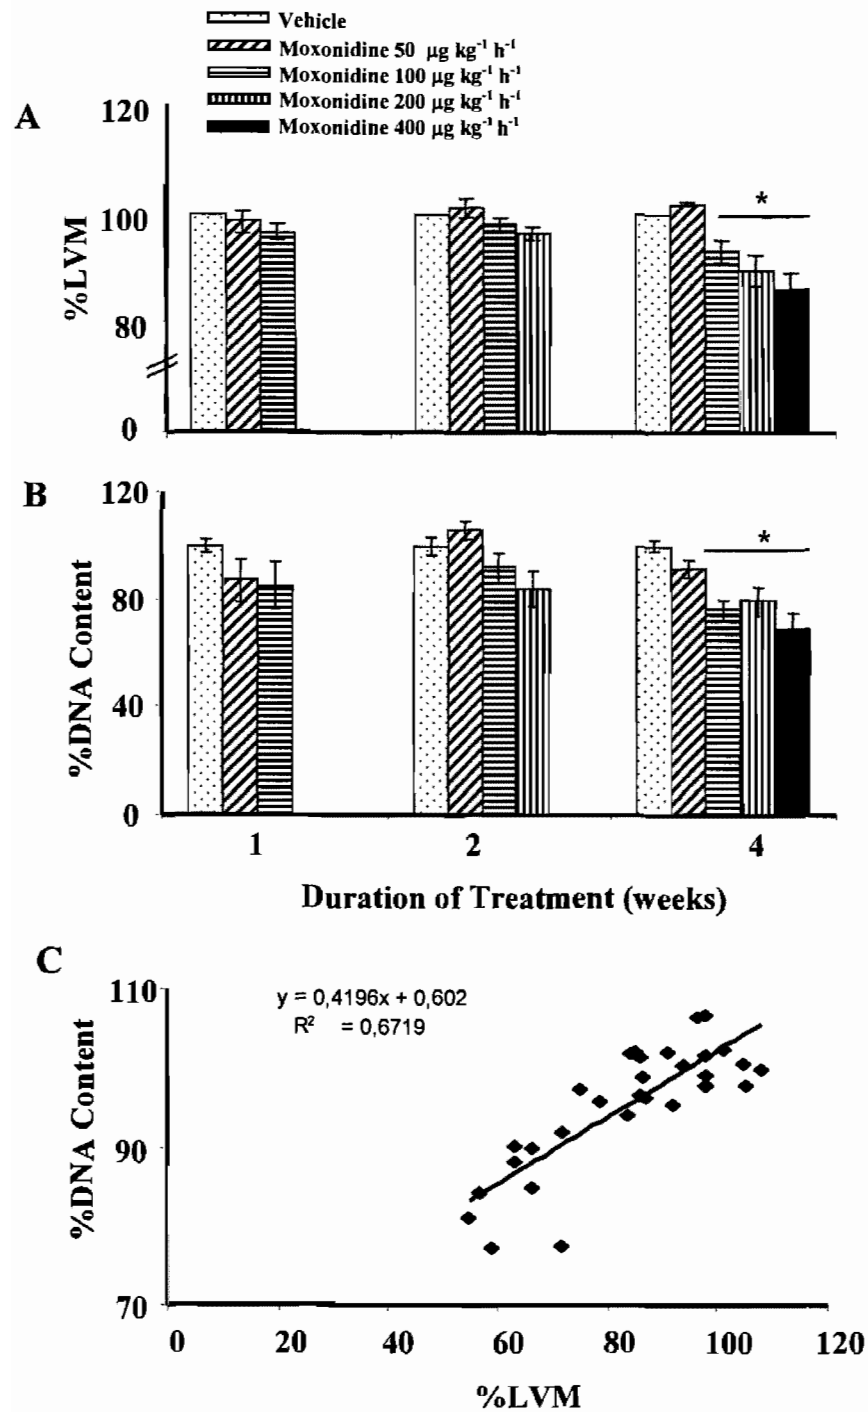 Vehicle
Moxonidine 50 µg kg⁻¹ h⁻¹
Moxonidine 100 µg kg⁻¹ h⁻¹
Moxonidine 200 µg kg⁻¹ h⁻¹
Moxonidine 400 µg kg⁻¹ h⁻¹
A
120
100
80
0
%LVM
*
B
120
80
40
0
%DNA Content
*
1 2 4
Duration of Treatment (weeks)
C
110
90
70
%DNA Content
y = 0,4196x + 0,602
R² = 0,6719
0 20 40 60 80 100 120
%LVM